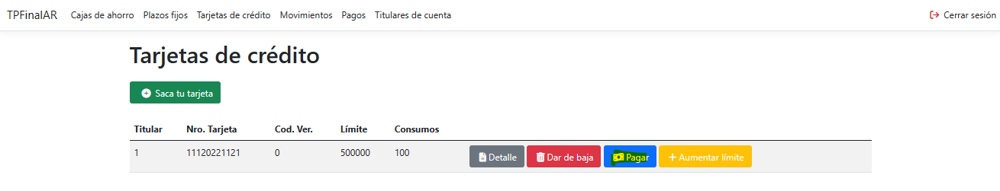 TPFinalAR Cajas de ahorro Plazos fijos Tarjetas de crédito Movimientos Pagos Titulares de cuenta Cerrar sesión
Tarjetas de crédito
Saca tu tarjeta
Titular Nro. Tarjeta Cod. Ver. Límite Consumos
1 11120221121 0 500000 100 Detalle Dar de baja Pagar Aumentar límite